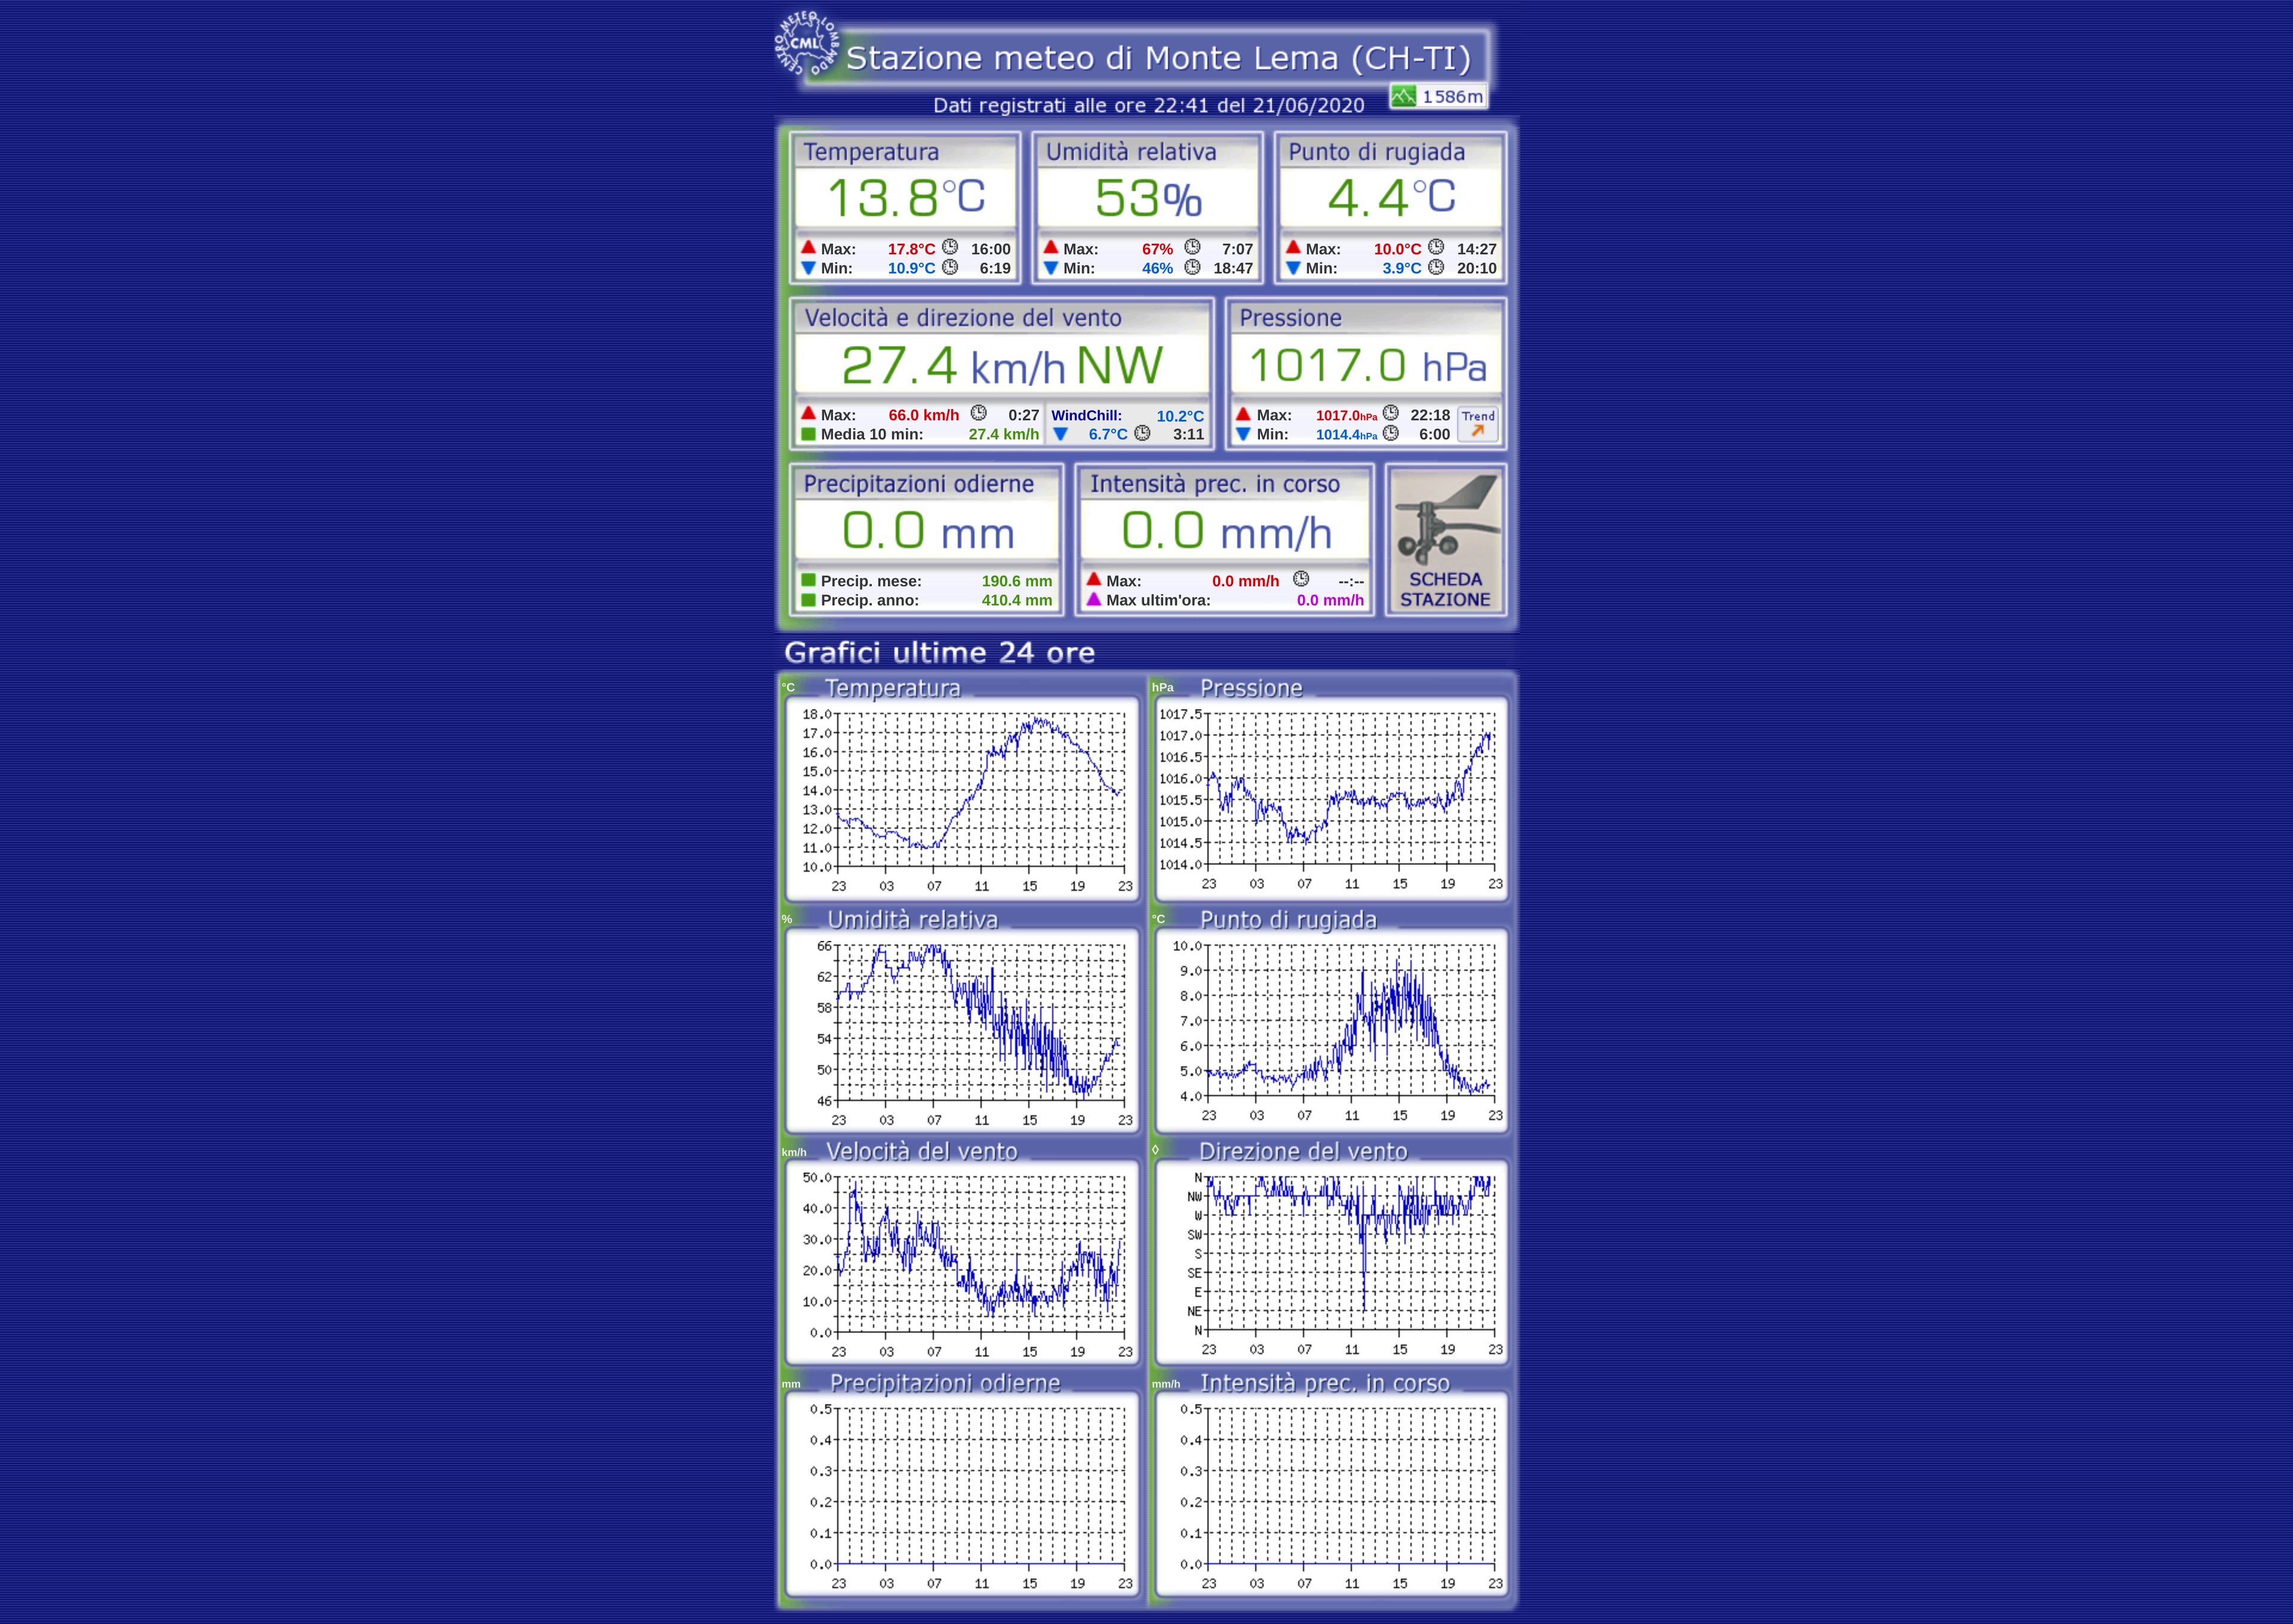 CENTRO METEO LOMBARDO
CML
Stazione meteo di Monte Lema (CH-TI)
Dati registrati alle ore 22:41 del 21/06/2020
1586m
Temperatura
13.8°C
Max: 17.8°C 16:00
Min: 10.9°C 6:19
Umidità relativa
53%
Max: 67% 7:07
Min: 46% 18:47
Punto di rugiada
4.4°C
Max: 10.0°C 14:27
Min: 3.9°C 20:10
Velocità e direzione del vento
27.4 km/h NW
Max: 66.0 km/h 0:27
Media 10 min: 27.4 km/h
WindChill: 10.2°C
6.7°C 3:11
Pressione
1017.0 hPa
Max: 1017.0hPa 22:18
Min: 1014.4hPa 6:00
Trend
Precipitazioni odierne
0.0 mm
Precip. mese: 190.6 mm
Precip. anno: 410.4 mm
Intensità prec. in corso
0.0 mm/h
Max: 0.0 mm/h --:--
Max ultim'ora: 0.0 mm/h
SCHEDA
STAZIONE
Grafici ultime 24 ore
°C Temperatura
18.0
17.0
16.0
15.0
14.0
13.0
12.0
11.0
10.0
23 03 07 11 15 19 23
hPa Pressione
1017.5
1017.0
1016.5
1016.0
1015.5
1015.0
1014.5
1014.0
23 03 07 11 15 19 23
% Umidità relativa
66
62
58
54
50
46
23 03 07 11 15 19 23
°C Punto di rugiada
10.0
9.0
8.0
7.0
6.0
5.0
4.0
23 03 07 11 15 19 23
km/h Velocità del vento
50.0
40.0
30.0
20.0
10.0
0.0
23 03 07 11 15 19 23
◊ Direzione del vento
N
NW
W
SW
S
SE
E
NE
N
23 03 07 11 15 19 23
mm Precipitazioni odierne
0.5
0.4
0.3
0.2
0.1
0.0
23 03 07 11 15 19 23
mm/h Intensità prec. in corso
0.5
0.4
0.3
0.2
0.1
0.0
23 03 07 11 15 19 23